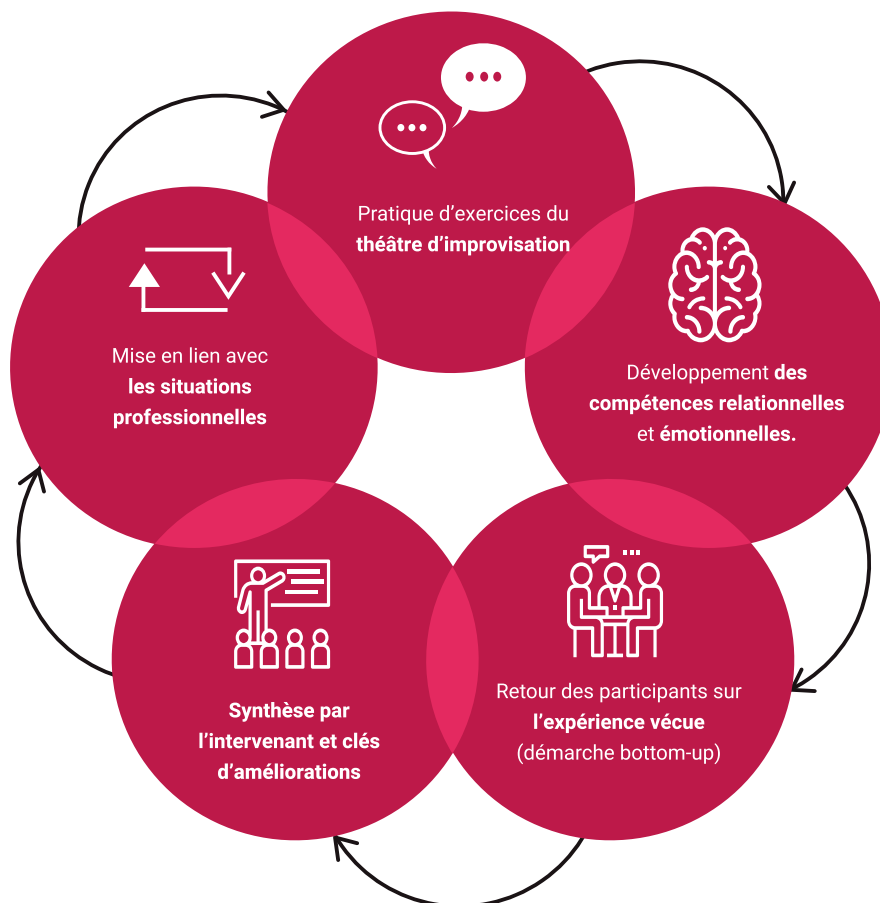 Pratique d'exercices du
théâtre d'improvisation
Développement des
compétences relationnelles
et émotionnelles.
Retour des participants sur
l'expérience vécue
(démarche bottom-up)
Synthèse par
l'intervenant et clés
d'améliorations
Mise en lien avec
les situations
professionnelles